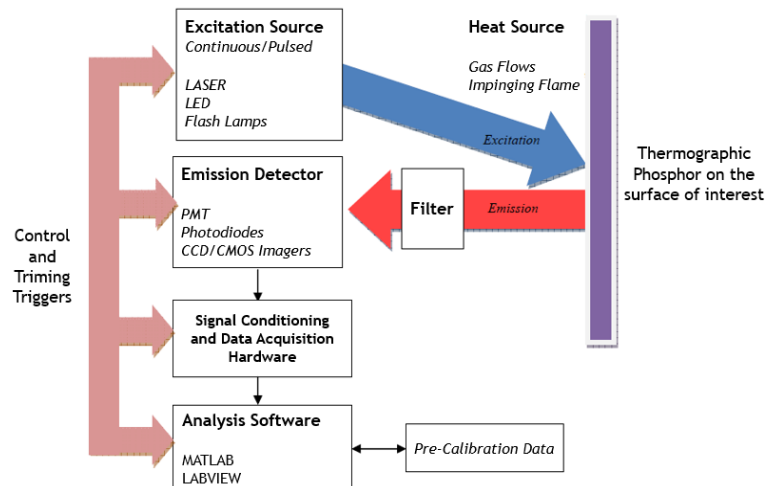 Excitation Source
Continuous/Pulsed
LASER
LED
Flash Lamps
Heat Source
Gas Flows
Impinging Flame
Excitation
Thermographic
Phosphor on the
surface of interest
Emission Detector
PMT
Photodiodes
CCD/CMOS Imagers
Filter
Emission
Control
and
Triming
Triggers
Signal Conditioning
and Data Acquisition
Hardware
Analysis Software
MATLAB
LABVIEW
Pre-Calibration Data